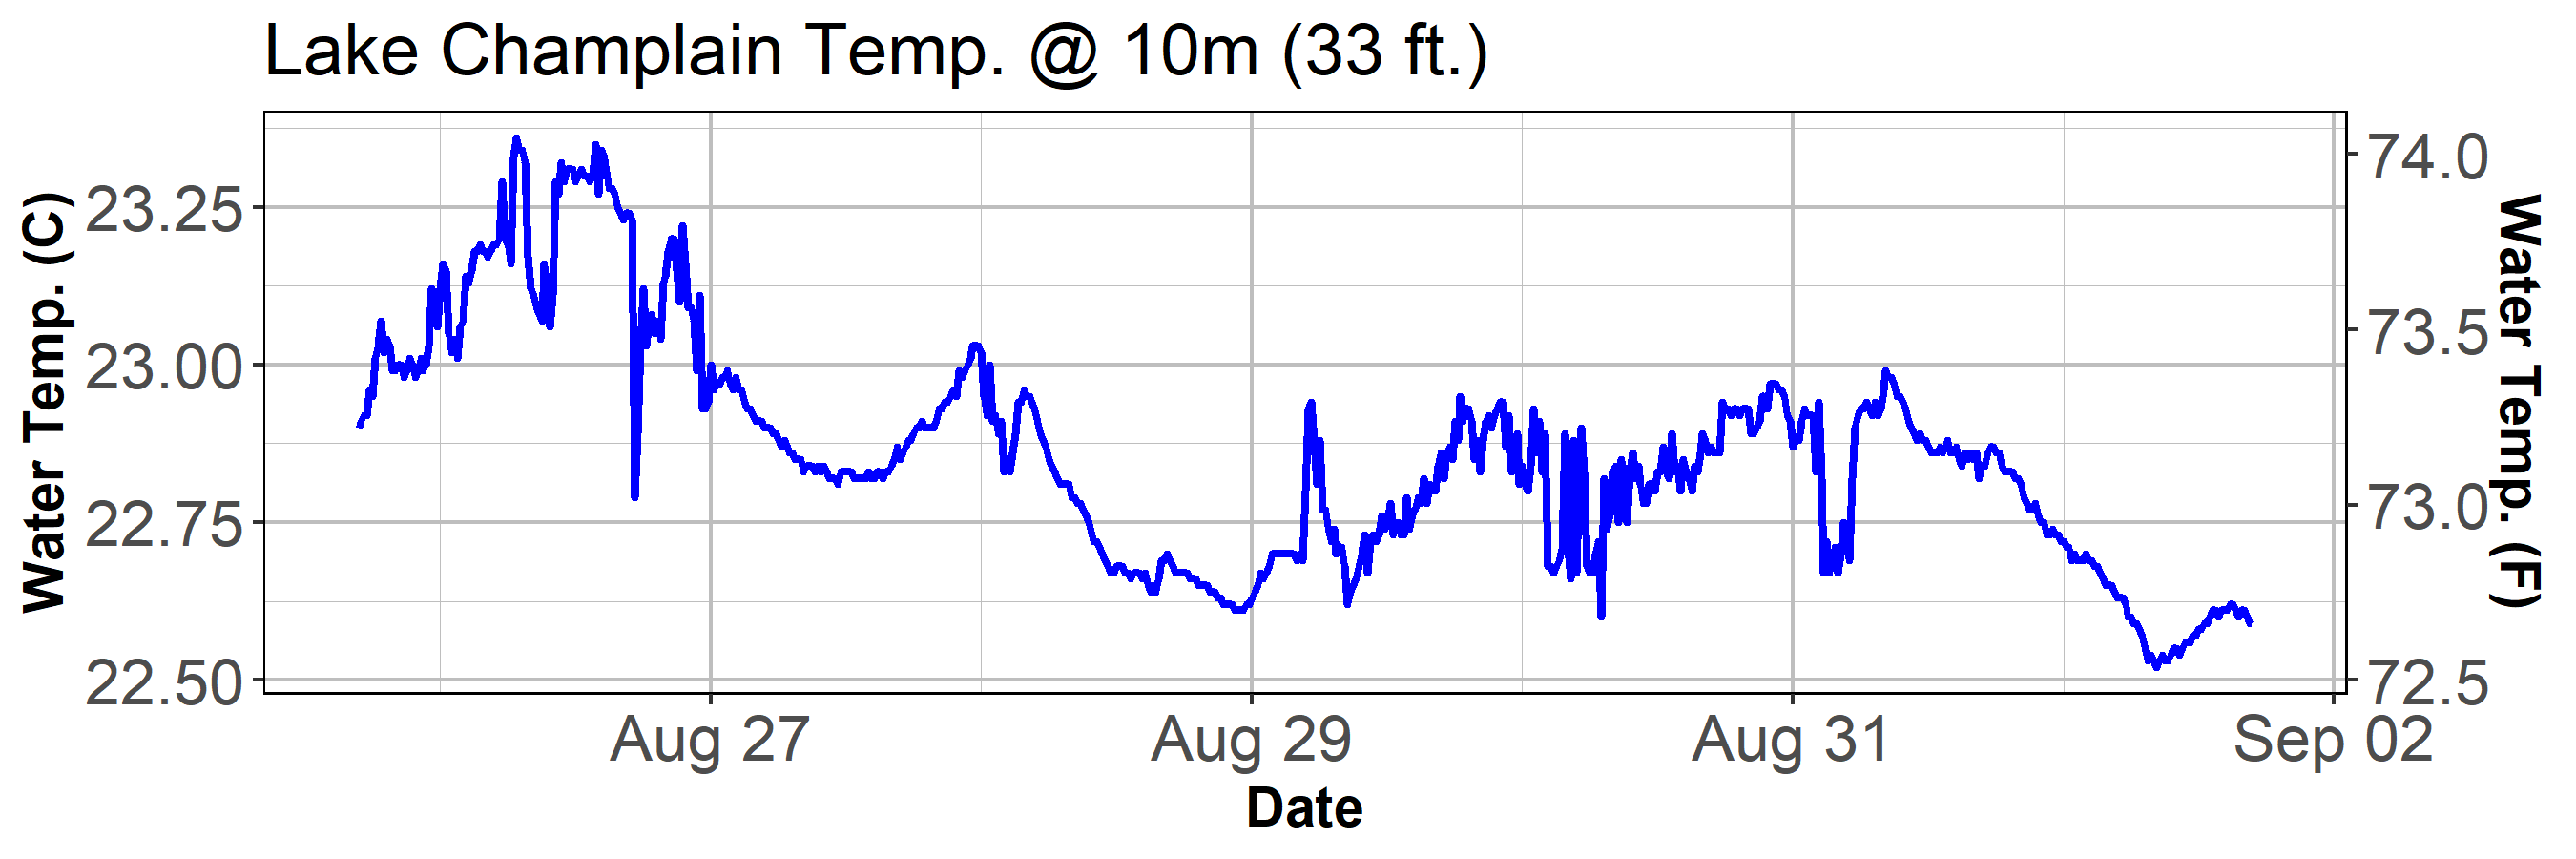 Lake Champlain Temp. @ 10m (33 ft.)
Water Temp. (C)
23.25
23.00
22.75
22.50
74.0
73.5
73.0
72.5
Water Temp. (F)
Aug 27 Aug 29 Aug 31 Sep 02
Date